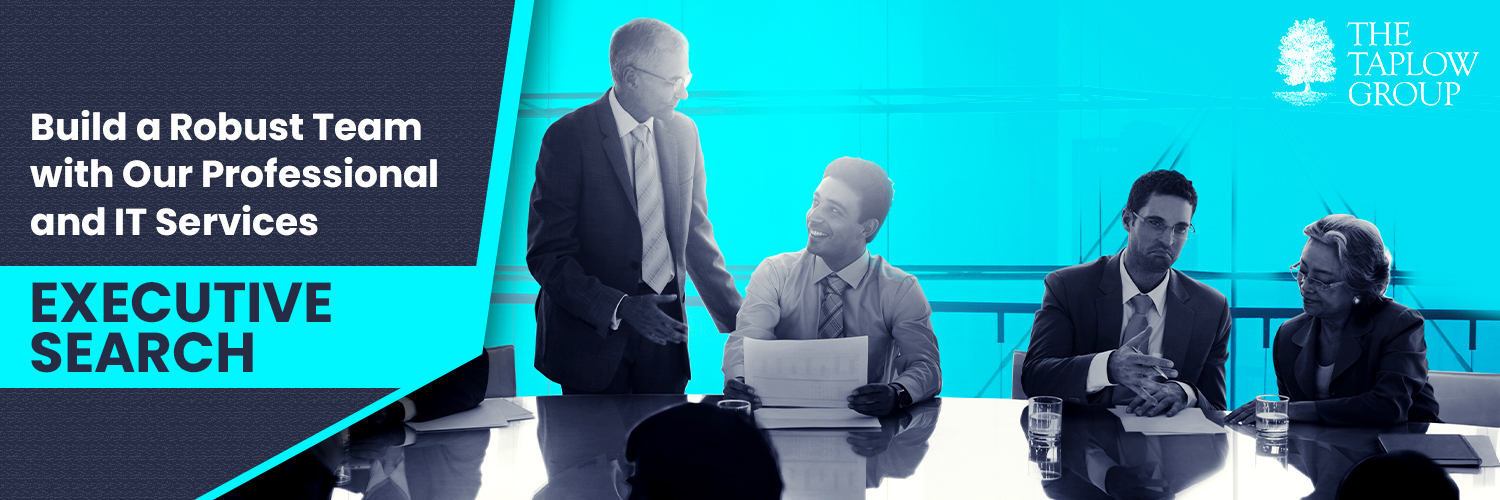 Build a Robust Team
with Our Professional
and IT Services
EXECUTIVE
SEARCH
THE
TAPLOW
GROUP